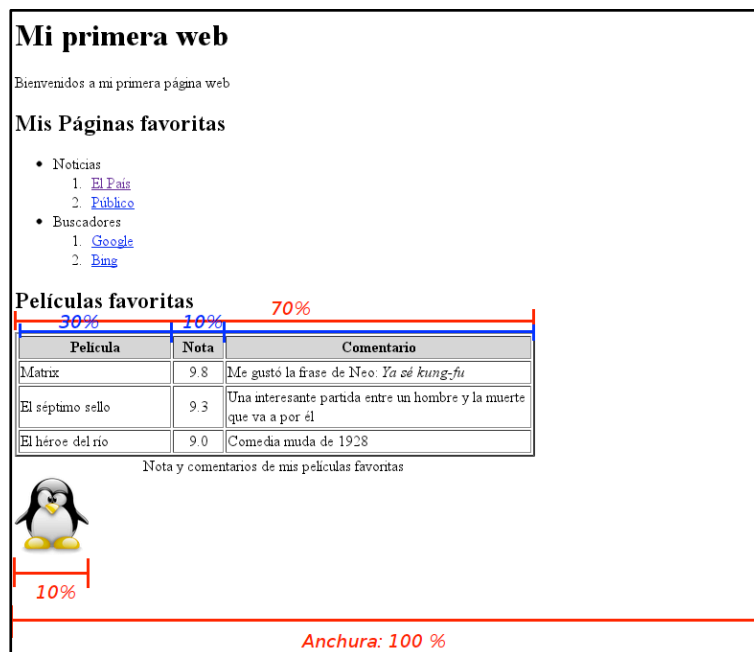 Mi primera web
Bienvenidos a mi primera página web
Mis Páginas favoritas
• Noticias
1. El País
2. Público
• Buscadores
1. Google
2. Bing
Películas favoritas
70%
30% 10%
Película Nota Comentario
Matrix 9.8 Me gustó la frase de Neo: Ya sé kung-fu
El séptimo sello 9.3 Una interesante partida entre un hombre y la muerte
que va a por él
El héroe del río 9.0 Comedia muda de 1928
Nota y comentarios de mis películas favoritas
10%
Anchura: 100 %